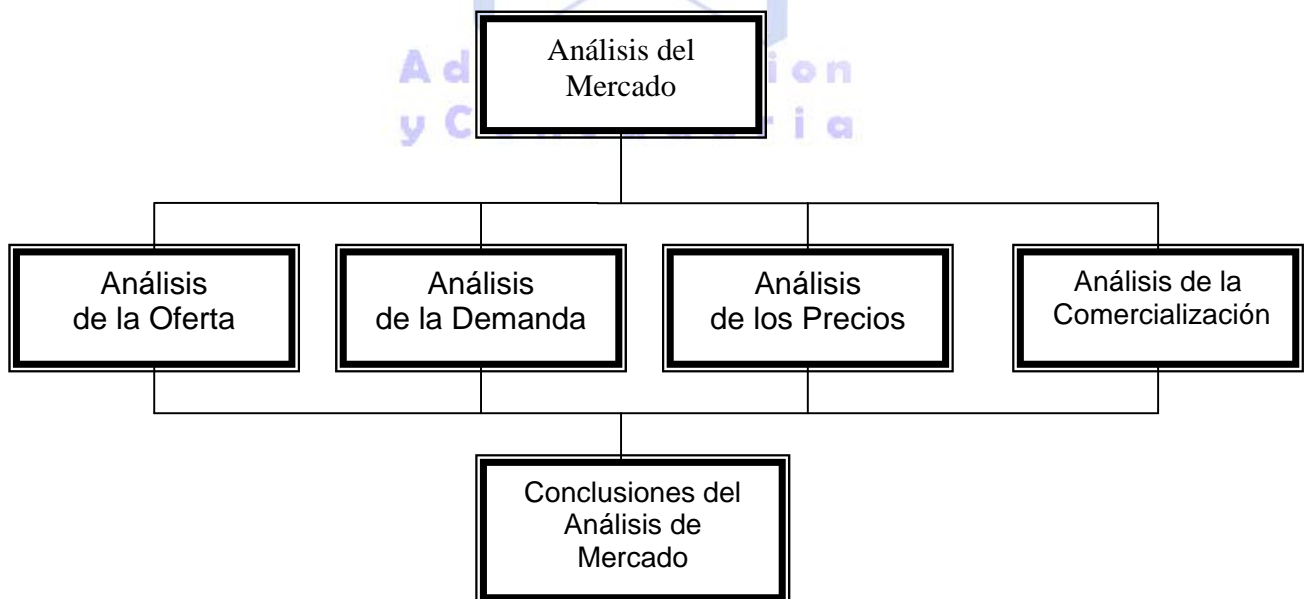 Análisis del
Mercado
Análisis
de la Oferta
Análisis
de la Demanda
Análisis
de los Precios
Análisis de la
Comercialización
Conclusiones del
Análisis de
Mercado